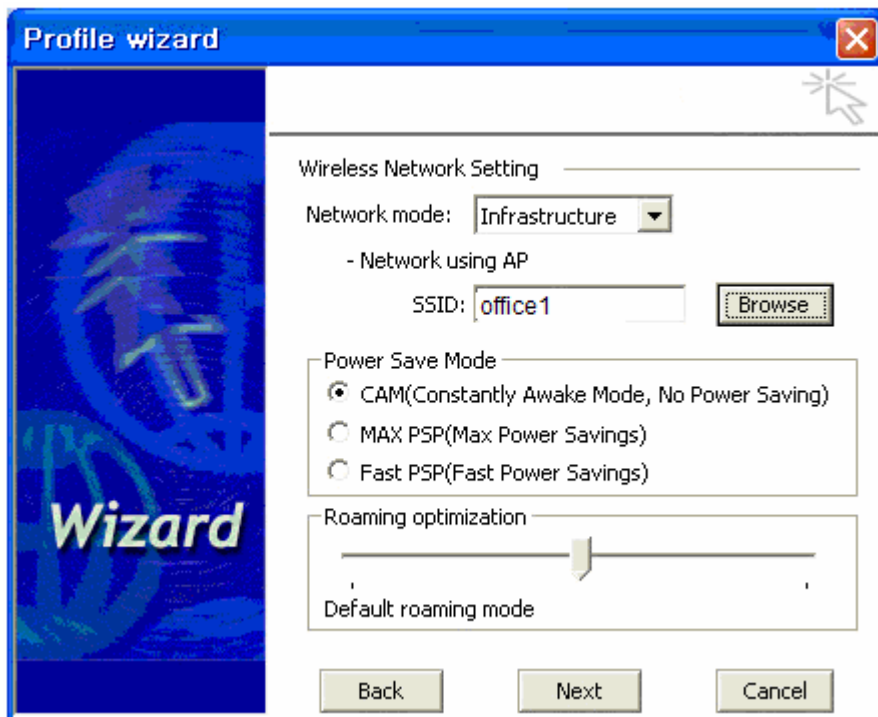 Profile wizard
Wireless Network Setting
Network mode: Infrastructure
- Network using AP
SSID: office1 Browse
Power Save Mode
CAM(Constantly Awake Mode, No Power Saving)
MAX PSP(Max Power Savings)
Fast PSP(Fast Power Savings)
Wizard
Roaming optimization
Default roaming mode
Back Next Cancel